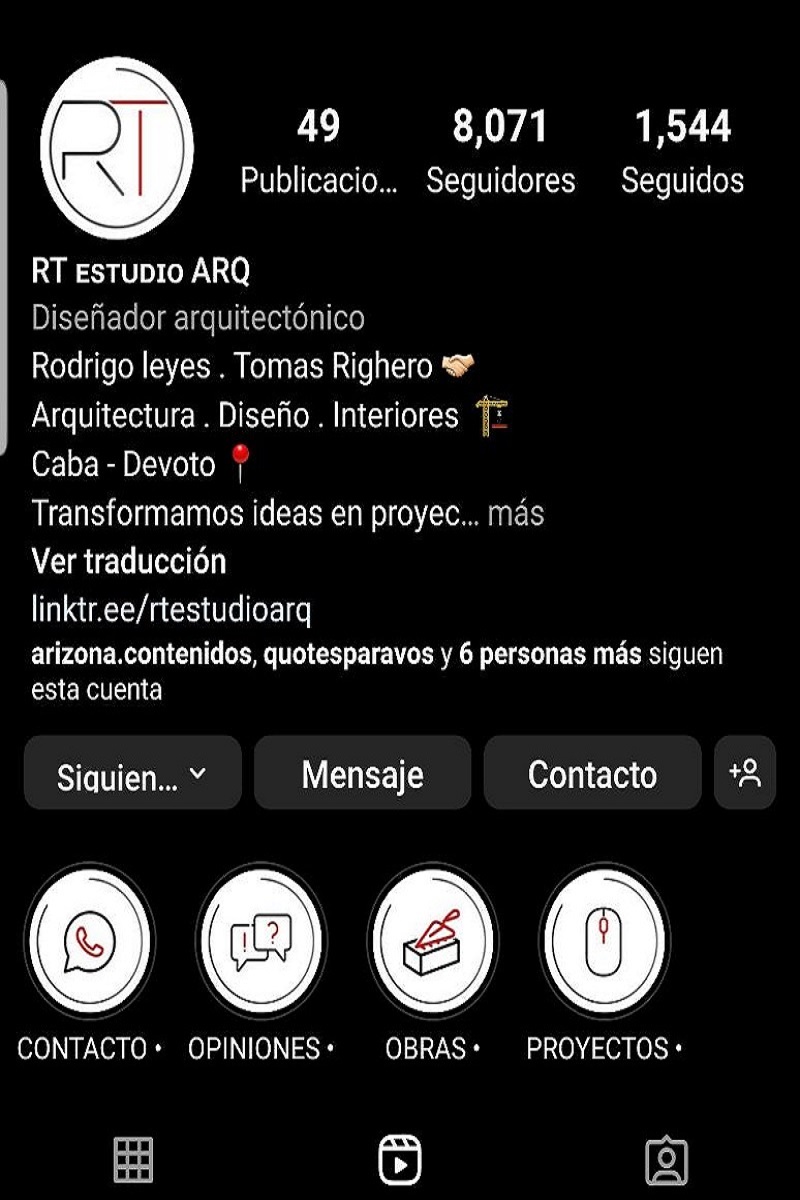 RT
49 8,071 1,544
Publicacio... Seguidores Seguidos
RT ESTUDIO ARQ
Diseñador arquitectónico
Rodrigo leyes . Tomas Righero
Arquitectura . Diseño . Interiores
Caba - Devoto
Transformamos ideas en proyec... más
Ver traducción
linktr.ee/rtestudioarq
arizona.contenidos, quotesparavos y 6 personas más siguen
esta cuenta
Siguien... Mensaje Contacto
! ?
CONTACTO • OPINIONES • OBRAS • PROYECTOS •